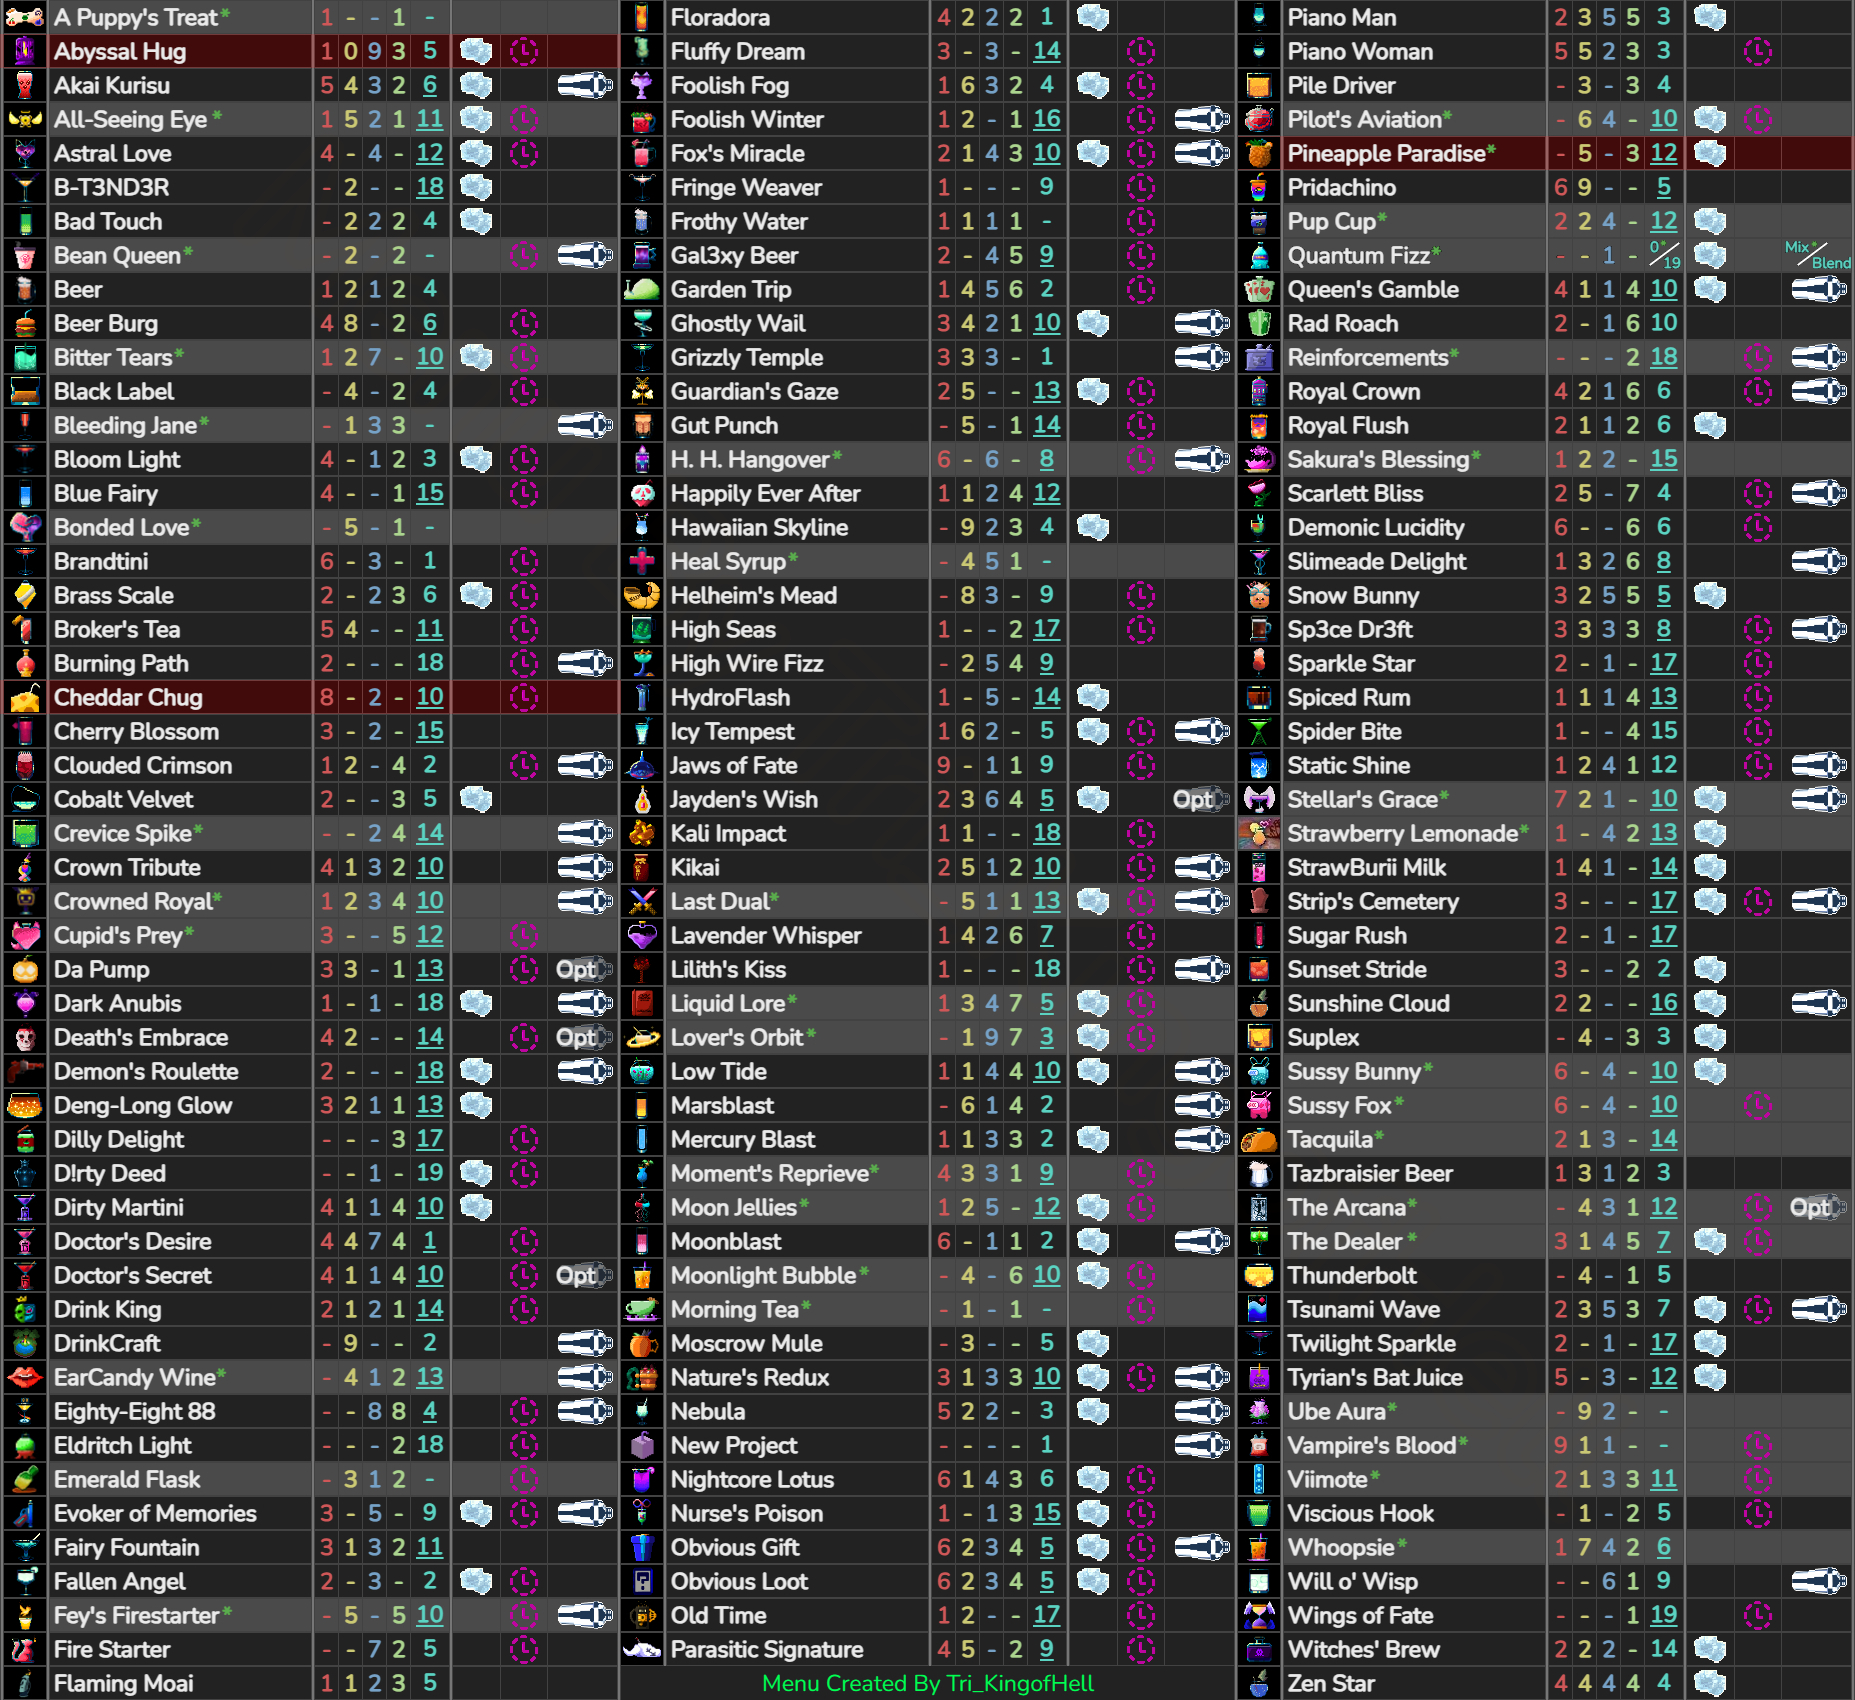 A Puppy's Treat* 1 - - 1 -
Abyssal Hug 1 0 9 3 5
Akai Kurisu 5 4 3 2 6
All-Seeing Eye* 1 5 2 1 11
Astral Love 4 - 4 - 12
B-T3ND3R - 2 - - 18
Bad Touch - 2 2 2 4
Bean Queen* - 2 - 2 -
Beer 1 2 1 2 4
Beer Burg 4 8 - 2 6
Bitter Tears* 1 2 7 - 10
Black Label - 4 - 2 4
Bleeding Jane* - 1 3 3 -
Bloom Light 4 - 1 2 3
Blue Fairy 4 - - 1 15
Bonded Love* - 5 - 1 -
Brandtini 6 - 3 - 1
Brass Scale 2 - 2 3 6
Broker's Tea 5 4 - - 11
Burning Path 2 - - - 18
Cheddar Chug 8 - 2 - 10
Cherry Blossom 3 - 2 - 15
Clouded Crimson 1 2 - 4 2
Cobalt Velvet 2 - - 3 5
Crevice Spike* - - 2 4 14
Crown Tribute 4 1 3 2 10
Crowned Royal* 1 2 3 4 10
Cupid's Prey* 3 - - 5 12
Da Pump 3 3 - 1 13 Opt
Dark Anubis 1 - 1 - 18
Death's Embrace 4 2 - - 14 Opt
Demon's Roulette 2 - - - 18
Deng-Long Glow 3 2 1 1 13
Dilly Delight - - - 3 17
D!rty Deed - - 1 - 19
Dirty Martini 4 1 1 4 10
Doctor's Desire 4 4 7 4 1
Doctor's Secret 4 1 1 4 10 Opt
Drink King 2 1 2 1 14
DrinkCraft - 9 - - 2
EarCandy Wine* - 4 1 2 13
Eighty-Eight 88 - - 8 8 4
Eldritch Light - - - 2 18
Emerald Flask - 3 1 2 -
Evoker of Memories 3 - 5 - 9
Fairy Fountain 3 1 3 2 11
Fallen Angel 2 - 3 - 2
Fey's Firestarter* - 5 - 5 10
Fire Starter - - 7 2 5
Flaming Moai 1 1 2 3 5
Floradora 4 2 2 2 1
Fluffy Dream 3 - 3 - 14
Foolish Fog 1 6 3 2 4
Foolish Winter 1 2 - 1 16
Fox's Miracle 2 1 4 3 10
Fringe Weaver 1 - - - 9
Frothy Water 1 1 1 1 -
Gal3xy Beer 2 - 4 5 9
Garden Trip 1 4 5 6 2
Ghostly Wail 3 4 2 1 10
Grizzly Temple 3 3 3 - 1
Guardian's Gaze 2 5 - - 13
Gut Punch - 5 - 1 14
H. H. Hangover* 6 - 6 - 8
Happily Ever After 1 1 2 4 12
Hawaiian Skyline - 9 2 3 4
Heal Syrup* - 4 5 1 -
Helheim's Mead - 8 3 - 9
High Seas 1 - - 2 17
High Wire Fizz - 2 5 4 9
HydroFlash 1 - 5 - 14
Icy Tempest 1 6 2 - 5
Jaws of Fate 9 - 1 1 9
Jayden's Wish 2 3 6 4 5 Opt
Kali Impact 1 1 - - 18
Kikai 2 5 1 2 10
Last Dual* - 5 1 1 13
Lavender Whisper 1 4 2 6 7
Lilith's Kiss 1 - - - 18
Liquid Lore* 1 3 4 7 5
Lover's Orbit* - 1 9 7 3
Low Tide 1 1 4 4 10
Marsblast - 6 1 4 2
Mercury Blast 1 1 3 3 2
Moment's Reprieve* 4 3 3 1 9
Moon Jellies* 1 2 5 - 12
Moonblast 6 - 1 1 2
Moonlight Bubble* - 4 - 6 10
Morning Tea* - 1 - 1 -
Moscrow Mule - 3 - - 5
Nature's Redux 3 1 3 3 10
Nebula 5 2 2 - 3
New Project - - - - 1
Nightcore Lotus 6 1 4 3 6
Nurse's Poison 1 - 1 3 15
Obvious Gift 6 2 3 4 5
Obvious Loot 6 2 3 4 5
Old Time 1 2 - - 17
Parasitic Signature 4 5 - 2 9
Menu Created By Tri_KingofHell
Piano Man 2 3 5 5 3
Piano Woman 5 5 2 3 3
Pile Driver - 3 - 3 4
Pilot's Aviation* - 6 4 - 10
Pineapple Paradise* - 5 - 3 12
Pridachino 6 9 - - 5
Pup Cup* 2 2 4 - 12
Quantum Fizz* - - 1 - 0*/19 Mix*/Blend
Queen's Gamble 4 1 1 4 10
Rad Roach 2 - 1 6 10
Reinforcements* - - - 2 18
Royal Crown 4 2 1 6 6
Royal Flush 2 1 1 2 6
Sakura's Blessing* 1 2 2 - 15
Scarlett Bliss 2 5 - 7 4
Demonic Lucidity 6 - - 6 6
Slimeade Delight 1 3 2 6 8
Snow Bunny 3 2 5 5 5
Sp3ce Dr3ft 3 3 3 3 8
Sparkle Star 2 - 1 - 17
Spiced Rum 1 1 1 4 13
Spider Bite 1 - - 4 15
Static Shine 1 2 4 1 12
Stellar's Grace* 7 2 1 - 10
Strawberry Lemonade* 1 - 4 2 13
StrawBurii Milk 1 4 1 - 14
Strip's Cemetery 3 - - - 17
Sugar Rush 2 - 1 - 17
Sunset Stride 3 - - 2 2
Sunshine Cloud 2 2 - - 16
Suplex - 4 - 3 3
Sussy Bunny* 6 - 4 - 10
Sussy Fox* 6 - 4 - 10
Tacquila* 2 1 3 - 14
Tazbraisier Beer 1 3 1 2 3
The Arcana* - 4 3 1 12 Opt
The Dealer* 3 1 4 5 7
Thunderbolt - 4 - 1 5
Tsunami Wave 2 3 5 3 7
Twilight Sparkle 2 - 1 - 17
Tyrian's Bat Juice 5 - 3 - 12
Ube Aura* - 9 2 - -
Vampire's Blood* 9 1 1 - -
Viimote* 2 1 3 3 11
Viscious Hook - 1 - 2 5
Whoopsie* 1 7 4 2 6
Will o' Wisp - - 6 1 9
Wings of Fate - - - 1 19
Witches' Brew 2 2 2 - 14
Zen Star 4 4 4 4 4